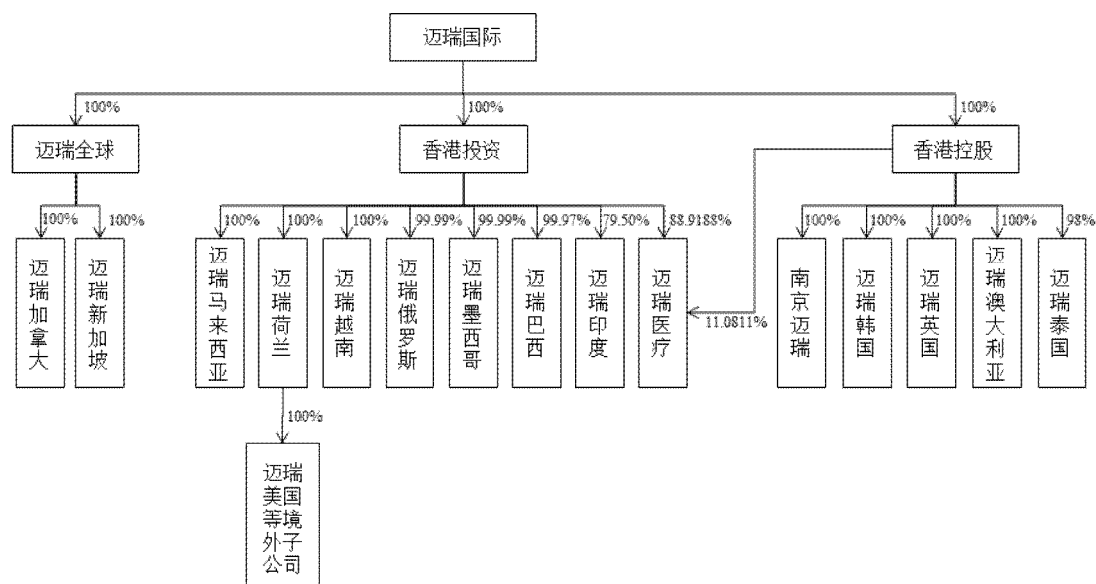 迈瑞国际
100%
100%
100%
迈瑞全球
香港投资
香港控股
100%
100%
100%
100%
100%
99.99%
99.99%
99.97%
79.50%
88.9188%
100%
100%
100%
100%
98%
迈瑞加拿大
迈瑞新加坡
迈瑞马来西亚
迈瑞荷兰
迈瑞越南
迈瑞俄罗斯
迈瑞墨西哥
迈瑞巴西
迈瑞印度
迈瑞医疗
11.0811%
南京迈瑞
迈瑞韩国
迈瑞英国
迈瑞澳大利亚
迈瑞泰国
100%
迈瑞
美国
等境
外子
公司